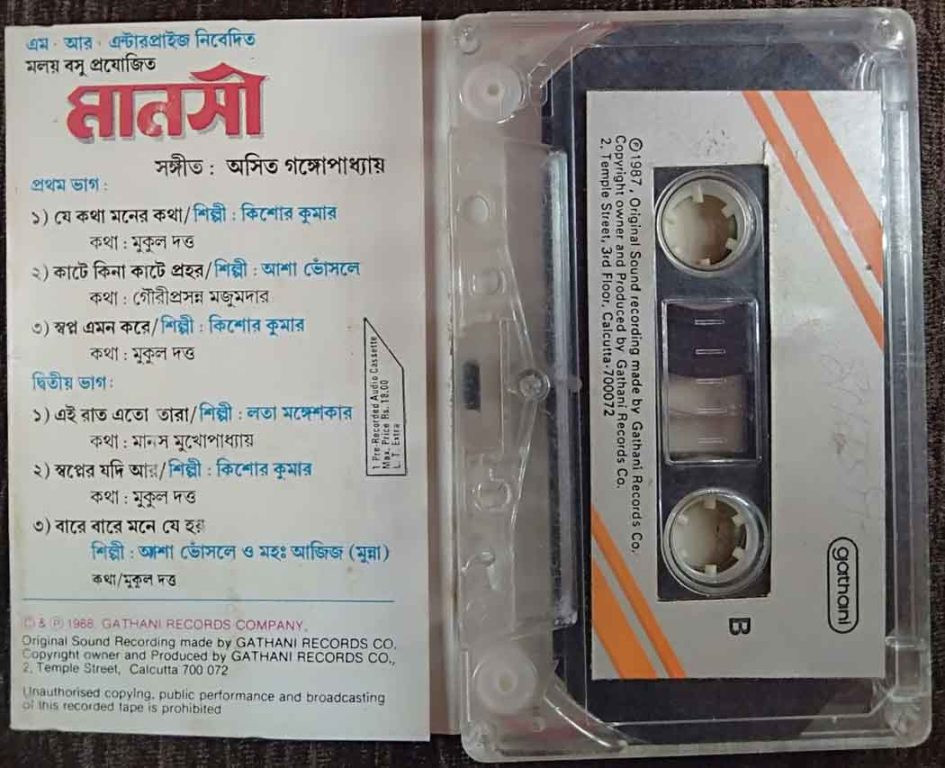 এম · আর · এন্টারপ্রাইজ নিবেদিত
মলয় বসু প্রযোজিত
মানসী
সঙ্গীত : অসিত গঙ্গোপাধ্যায়
প্রথম ভাগ :
১) যে কথা মনের কথা/শিল্পী : কিশোর কুমার
কথা : মুকুল দত্ত
২) কাটে কিনা কাটে প্রহর/শিল্পী : আশা ভোঁসলে
কথা : গৌরীপ্রসন্ন মজুমদার
৩) স্বপ্ন এমন করে/শিল্পী : কিশোর কুমার
কথা : মুকুল দত্ত
দ্বিতীয় ভাগ :
১) এই রাত এতো তারা/শিল্পী : লতা মঙ্গেশকার
কথা : মানস মুখোপাধ্যায়
২) স্বপ্নের যদি আর/শিল্পী : কিশোর কুমার
কথা : মুকুল দত্ত
৩) বারে বারে মনে যে হয়
শিল্পী : আশা ভোঁসলে ও মহঃ আজিজ (মুন্না)
কথা/মুকুল দত্ত
1 Pre-Recorded Audio Cassette
Max. Price Rs. 18.00
L. T. Extra
© & ℗ 1988. GATHANI RECORDS COMPANY,
Original Sound Recording made by GATHANI RECORDS CO.
Copyright owner and Produced by GATHANI RECORDS CO.,
2, Temple Street, Calcutta 700 072
Unauthorised copying, public performance and broadcasting
of this recorded tape is prohibited
℗1987, Original Sound recording made by Gathani Records Co.
Copyright owner and Produced by Gathani Records Co.
2, Temple Street, 3rd Floor, Calcutta-700072
gathani
B